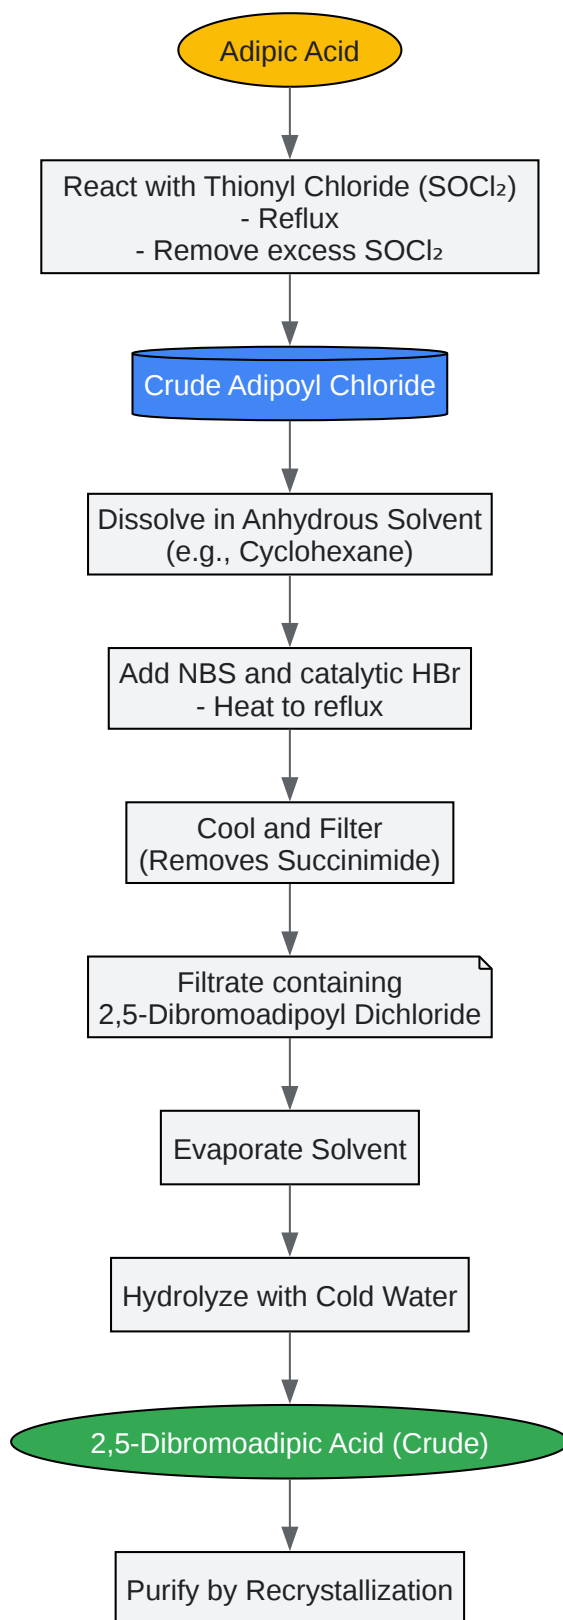 Adipic Acid
React with Thionyl Chloride (SOCl₂)
- Reflux
- Remove excess SOCl₂
Crude Adipoyl Chloride
Dissolve in Anhydrous Solvent
(e.g., Cyclohexane)
Add NBS and catalytic HBr
- Heat to reflux
Cool and Filter
(Removes Succinimide)
Filtrate containing
2,5-Dibromoadipoyl Dichloride
Evaporate Solvent
Hydrolyze with Cold Water
2,5-Dibromoadipic Acid (Crude)
Purify by Recrystallization